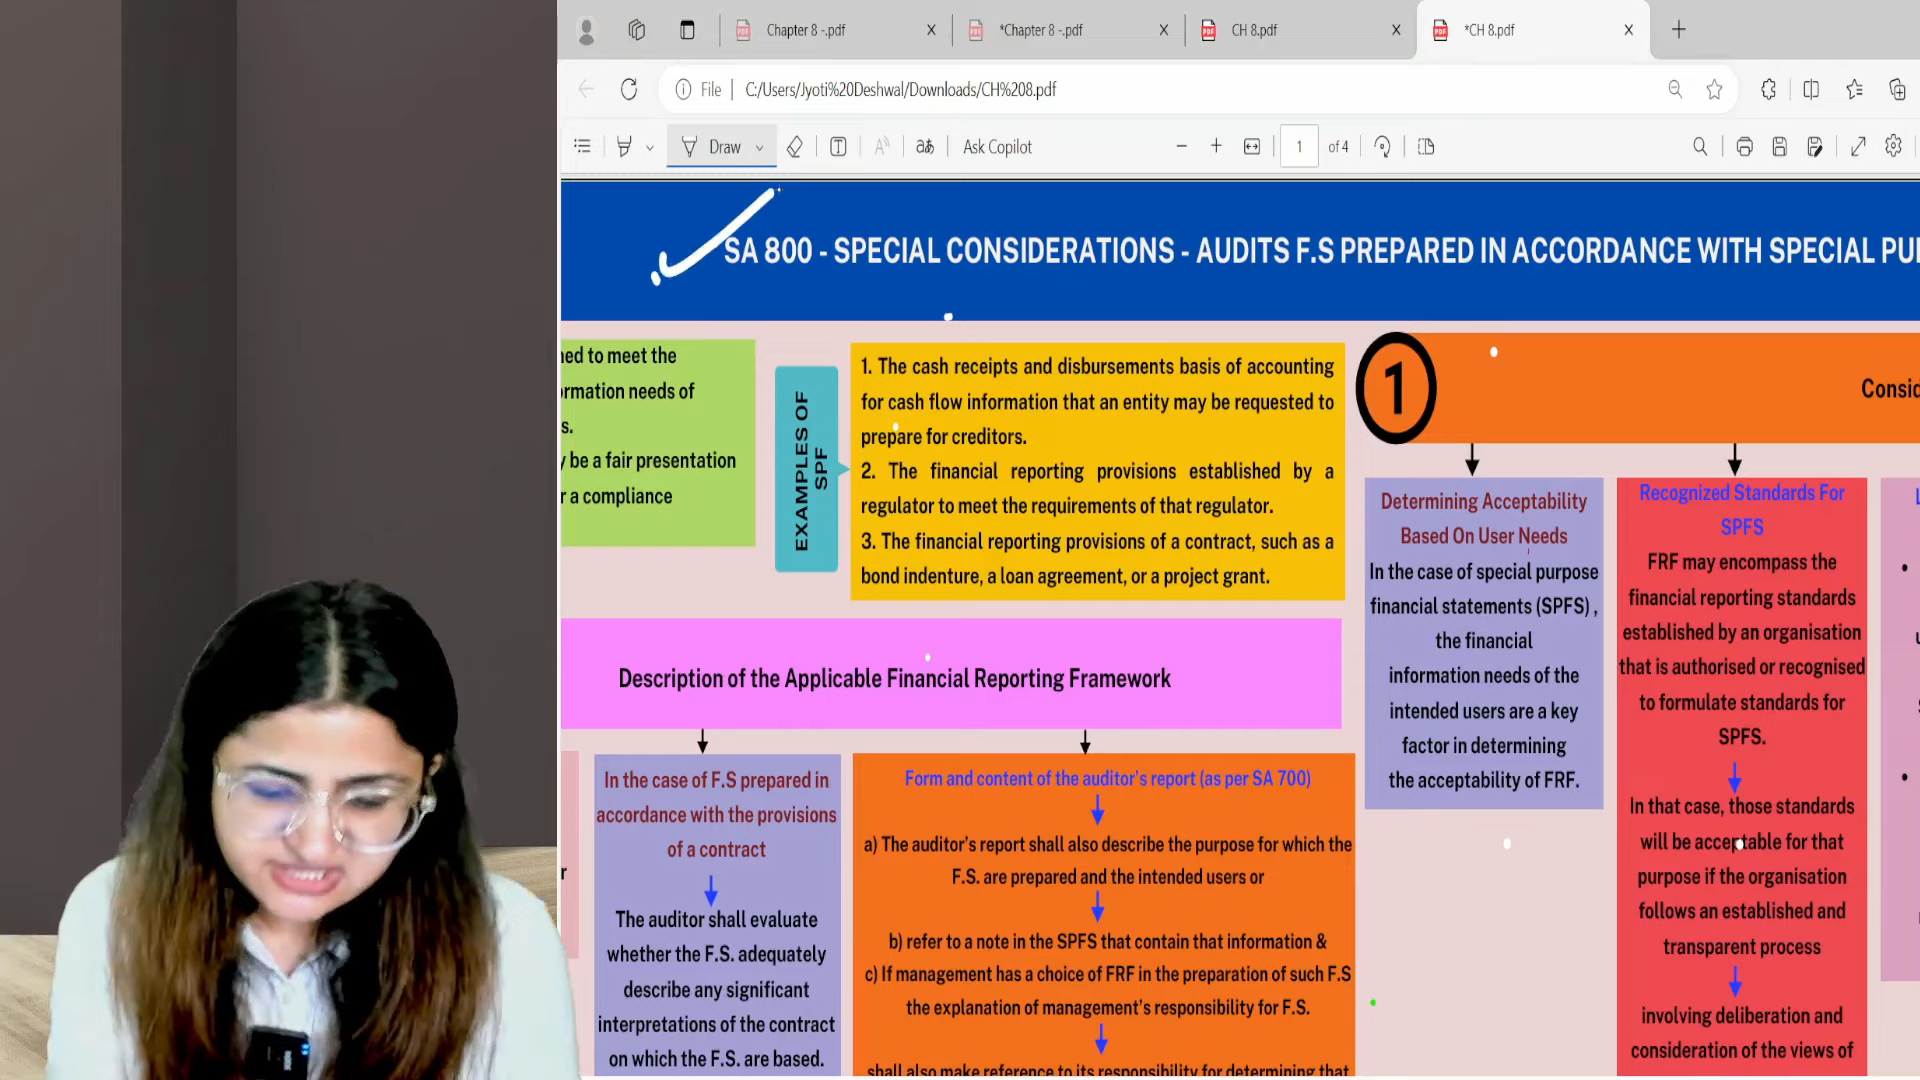 Chapter 8 -.pdf
*Chapter 8 -.pdf
CH 8.pdf
*CH 8.pdf
File
C:/Users/Jyoti%20Deshwal/Downloads/CH%208.pdf
Draw
Ask Copilot
1
of 4
SA 800 - SPECIAL CONSIDERATIONS - AUDITS F.S PREPARED IN ACCORDANCE WITH SPECIAL
to meet the
needs of
s.
be a fair presentation
a compliance
EXAMPLES OF
SPF
1. The cash receipts and disbursements basis of accounting
for cash flow information that an entity may be requested to
prepare for creditors.
2. The financial reporting provisions established by a
regulator to meet the requirements of that regulator.
3. The financial reporting provisions of a contract, such as a
bond indenture, a loan agreement, or a project grant.
1
Determining Acceptability
Based On User Needs
In the case of special purpose
financial statements (SPFS) ,
the financial
information needs of the
intended users are a key
factor in determining
the acceptability of FRF.
Recognized Standards For
SPFS
FRF may encompass the
financial reporting standards
established by an organisation
that is authorised or recognised
to formulate standards for
SPFS.
In that case, those standards
will be acceptable for that
purpose if the organisation
follows an established and
transparent process
involving deliberation and
consideration of the views of
Description of the Applicable Financial Reporting Framework
In the case of F.S prepared in
accordance with the provisions
of a contract
The auditor shall evaluate
whether the F.S. adequately
describe any significant
interpretations of the contract
on which the F.S. are based.
Form and content of the auditor's report (as per SA 700)
a) The auditor's report shall also describe the purpose for which the
F.S. are prepared and the intended users or
b) refer to a note in the SPFS that contain that information &
c) If management has a choice of FRF in the preparation of such F.S
the explanation of management's responsibility for F.S.
shall also make reference to its responsibility for determining that